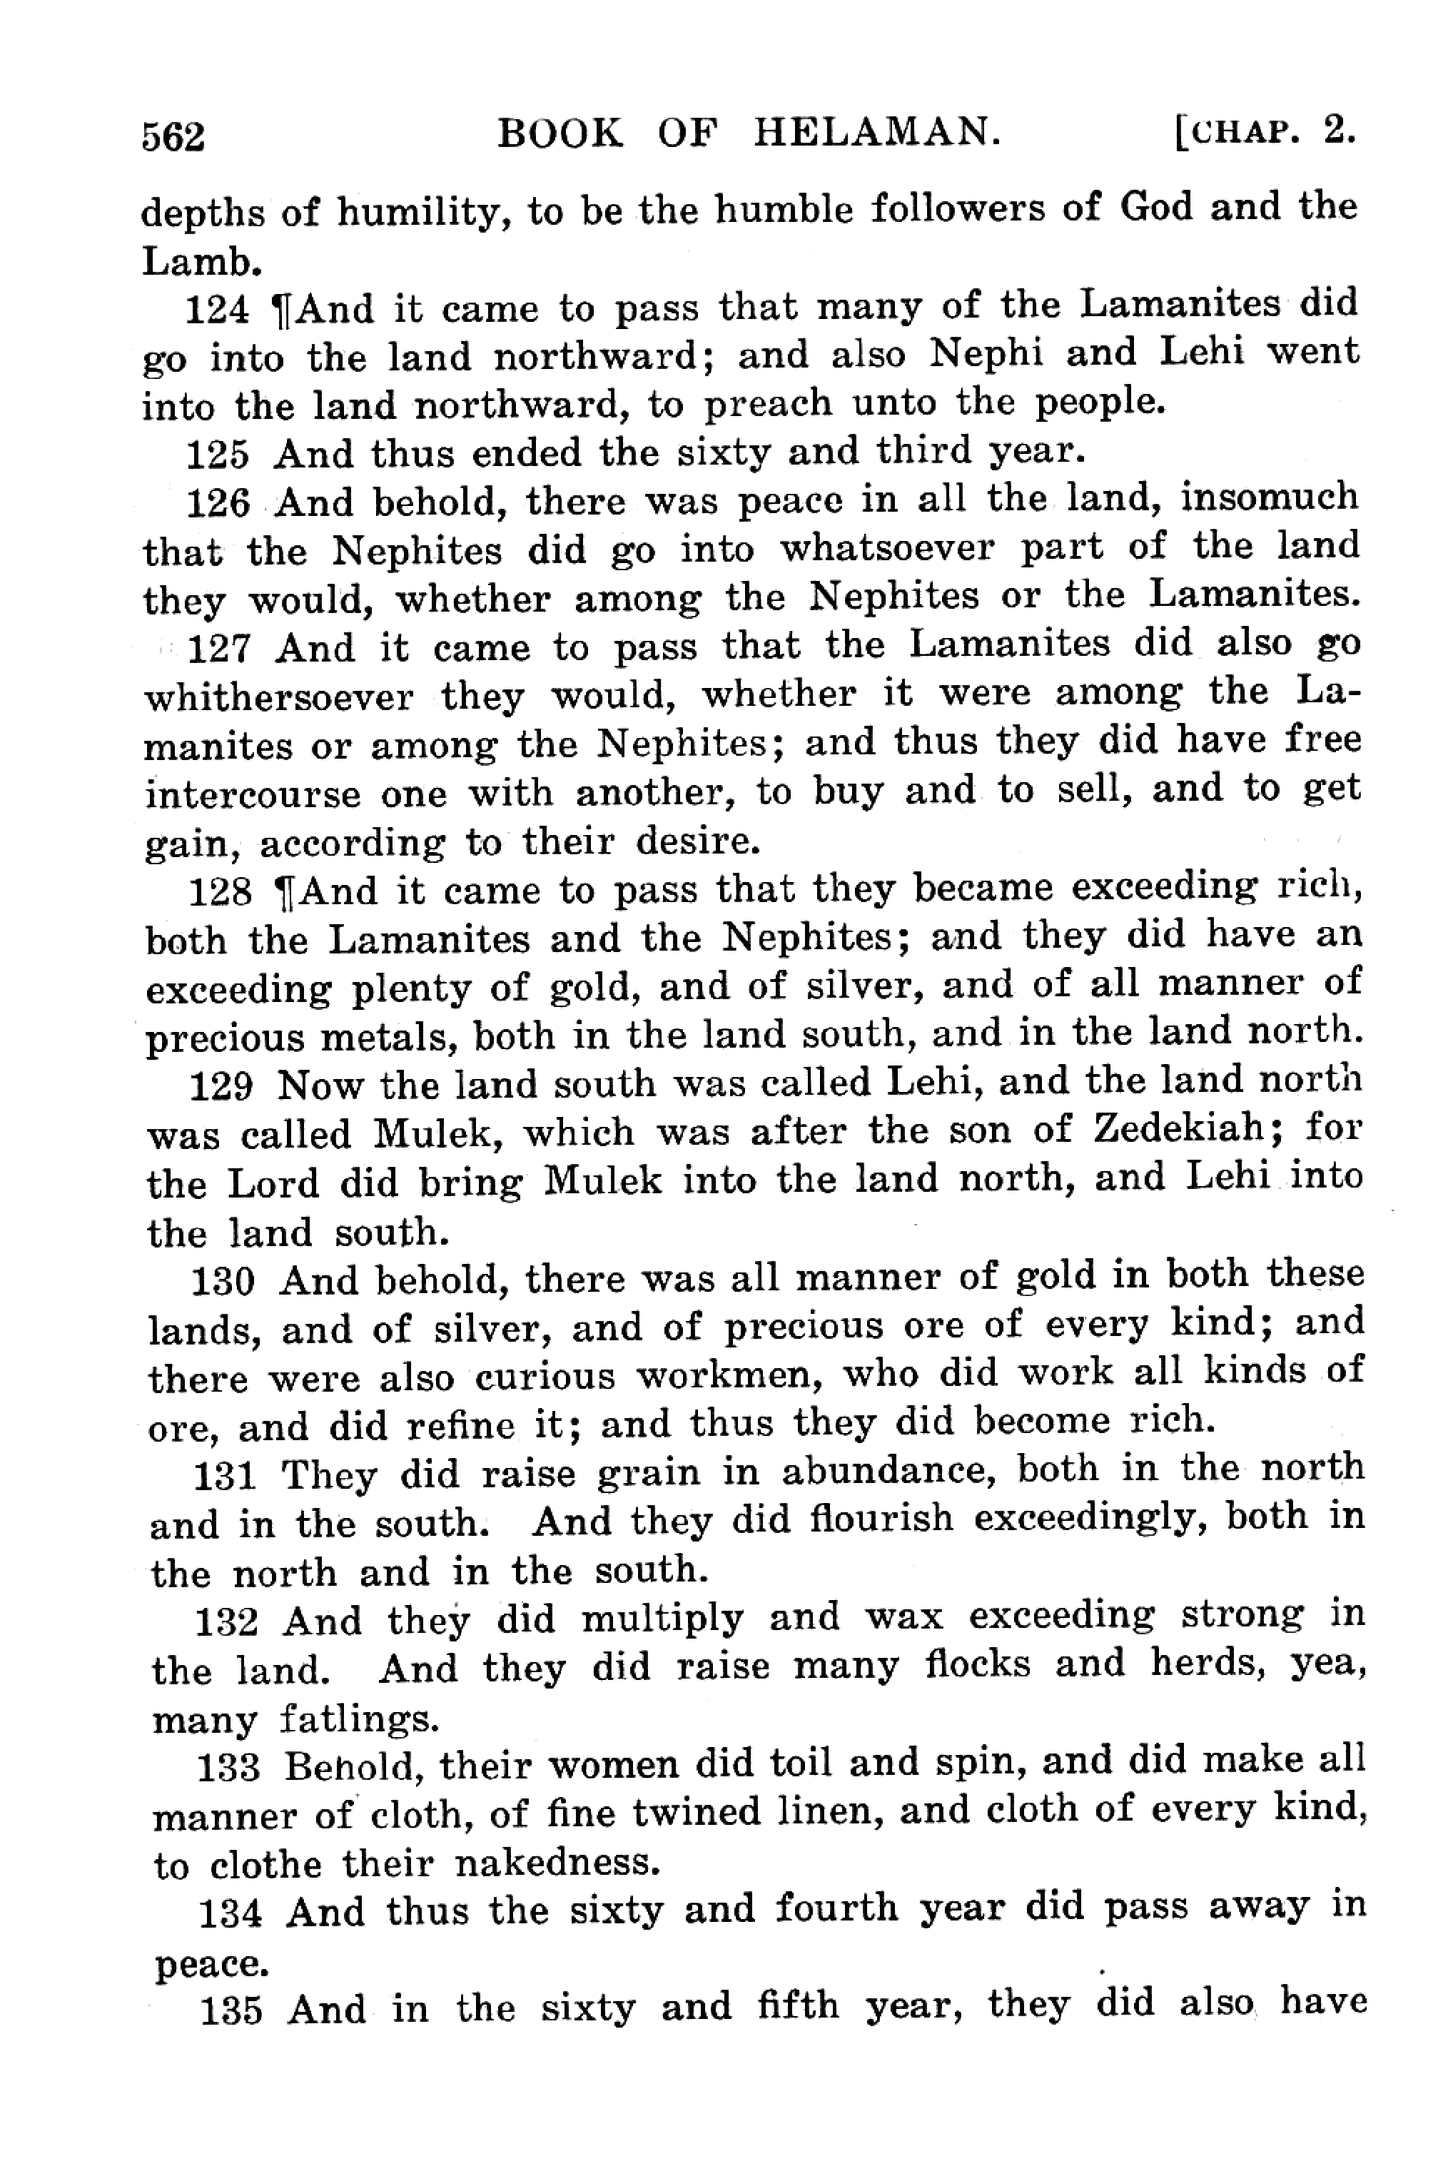 562 BOOK OF HELAMAN. [CHAP. 2.
depths of humility, to be the humble followers of God and the
Lamb.
124 ¶And it came to pass that many of the Lamanites did
go into the land northward; and also Nephi and Lehi went
into the land northward, to preach unto the people.
125 And thus ended the sixty and third year.
126 And behold, there was peace in all the land, insomuch
that the Nephites did go into whatsoever part of the land
they would, whether among the Nephites or the Lamanites.
127 And it came to pass that the Lamanites did also go
whithersoever they would, whether it were among the La-
manites or among the Nephites; and thus they did have free
intercourse one with another, to buy and to sell, and to get
gain, according to their desire.
128 ¶And it came to pass that they became exceeding rich,
both the Lamanites and the Nephites; and they did have an
exceeding plenty of gold, and of silver, and of all manner of
precious metals, both in the land south, and in the land north.
129 Now the land south was called Lehi, and the land north
was called Mulek, which was after the son of Zedekiah; for
the Lord did bring Mulek into the land north, and Lehi into
the land south.
130 And behold, there was all manner of gold in both these
lands, and of silver, and of precious ore of every kind; and
there were also curious workmen, who did work all kinds of
ore, and did refine it; and thus they did become rich.
131 They did raise grain in abundance, both in the north
and in the south. And they did flourish exceedingly, both in
the north and in the south.
132 And they did multiply and wax exceeding strong in
the land. And they did raise many flocks and herds, yea,
many fatlings.
133 Behold, their women did toil and spin, and did make all
manner of cloth, of fine twined linen, and cloth of every kind,
to clothe their nakedness.
134 And thus the sixty and fourth year did pass away in
peace.
135 And in the sixty and fifth year, they did also have